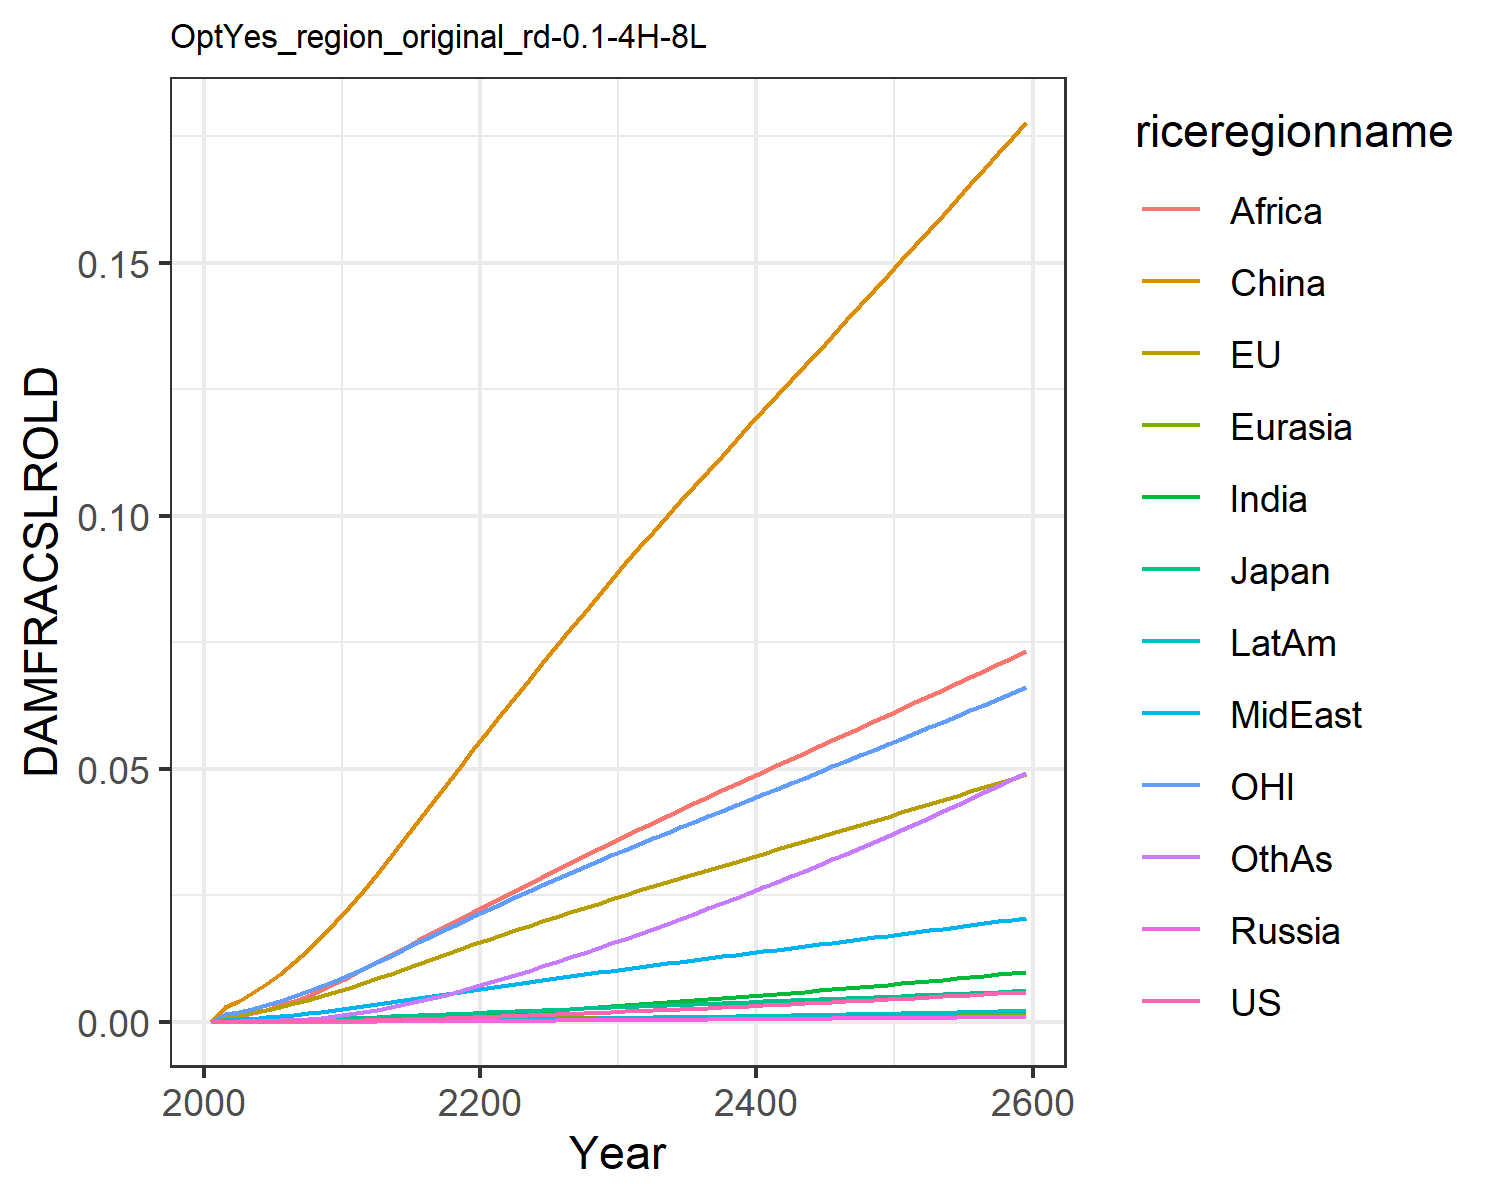 OptYes_region_original_rd-0.1-4H-8L
DAMFRACSLROLD
0.15
0.10
0.05
0.00
2000 2200 2400 2600
Year
riceregionname
Africa
China
EU
Eurasia
India
Japan
LatAm
MidEast
OHI
OthAs
Russia
US